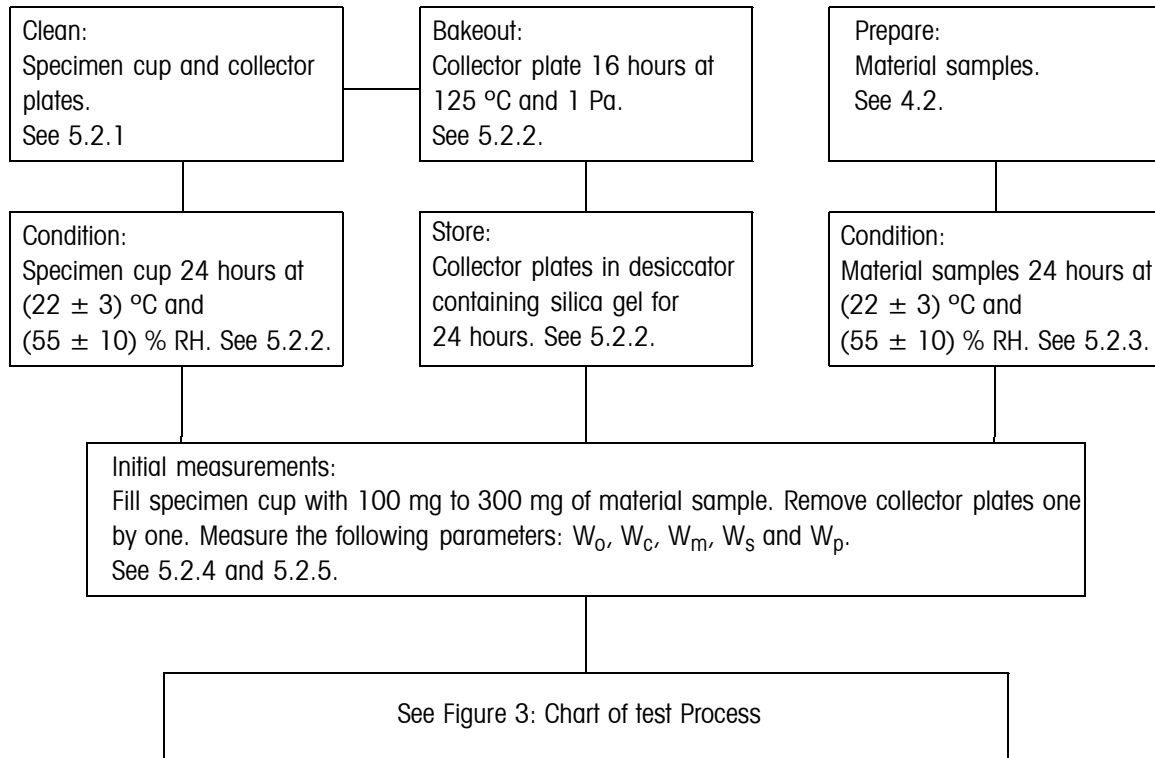 Clean:
Specimen cup and collector
plates.
See 5.2.1
Bakeout:
Collector plate 16 hours at
125 ºC and 1 Pa.
See 5.2.2.
Prepare:
Material samples.
See 4.2.
Condition:
Specimen cup 24 hours at
(22 ± 3) ºC and
(55 ± 10) % RH. See 5.2.2.
Store:
Collector plates in desiccator
containing silica gel for
24 hours. See 5.2.2.
Condition:
Material samples 24 hours at
(22 ± 3) ºC and
(55 ± 10) % RH. See 5.2.3.
Initial measurements:
Fill specimen cup with 100 mg to 300 mg of material sample. Remove collector plates one
by one. Measure the following parameters: Wo, Wc, Wm, Ws and Wp.
See 5.2.4 and 5.2.5.
See Figure 3: Chart of test Process